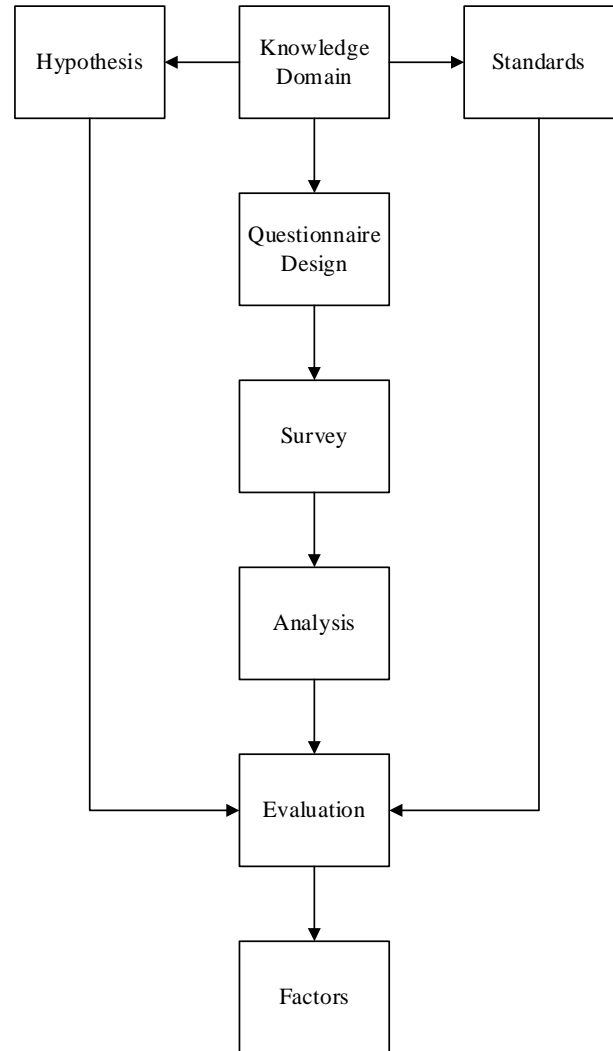 Hypothesis
Knowledge
Domain
Standards
Questionnaire
Design
Survey
Analysis
Evaluation
Factors